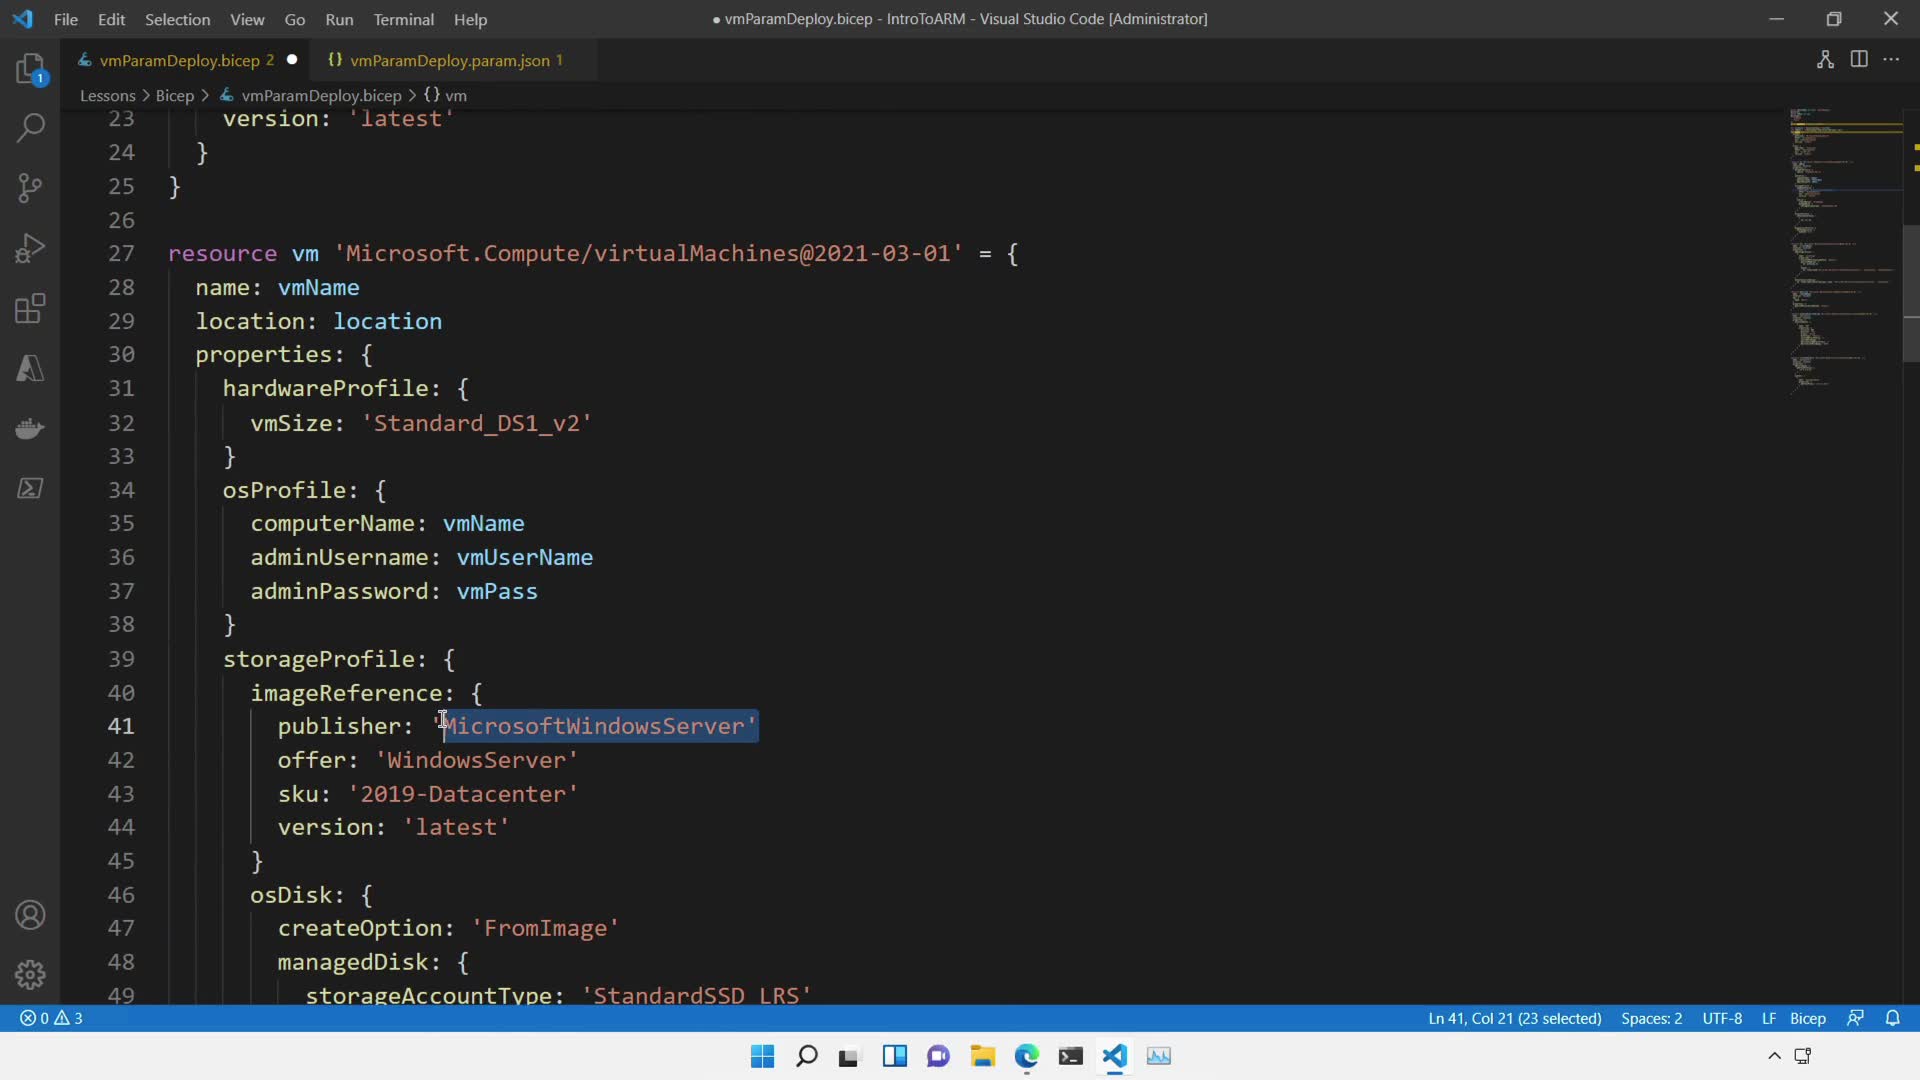 File Edit Selection View Go Run Terminal Help
● vmParamDeploy.bicep - IntroToARM - Visual Studio Code [Administrator]
vmParamDeploy.bicep 2 ●
{} vmParamDeploy.param.json 1
Lessons > Bicep > vmParamDeploy.bicep > {} vm
1
23 version: 'latest'
24 }
25 }
26
27 resource vm 'Microsoft.Compute/virtualMachines@2021-03-01' = {
28 name: vmName
29 location: location
30 properties: {
31 hardwareProfile: {
32 vmSize: 'Standard_DS1_v2'
33 }
34 osProfile: {
35 computerName: vmName
36 adminUsername: vmUserName
37 adminPassword: vmPass
38 }
39 storageProfile: {
40 imageReference: {
41 publisher: 'MicrosoftWindowsServer'
42 offer: 'WindowsServer'
43 sku: '2019-Datacenter'
44 version: 'latest'
45 }
46 osDisk: {
47 createOption: 'FromImage'
48 managedDisk: {
49 storageAccountType: 'StandardSSD_LRS'
0 3 Ln 41, Col 21 (23 selected) Spaces: 2 UTF-8 LF Bicep